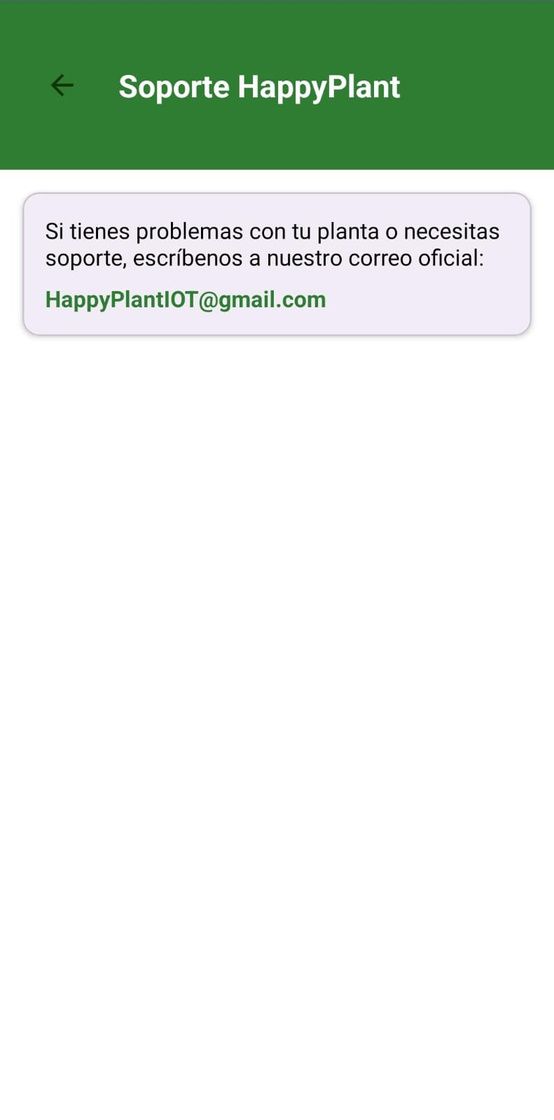 Soporte HappyPlant
Si tienes problemas con tu planta o necesitas
soporte, escríbenos a nuestro correo oficial:
HappyPlantIOT@gmail.com